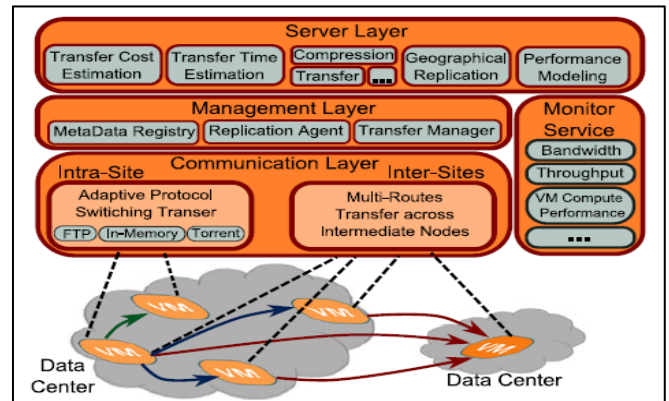 Server Layer
Transfer Cost
Estimation
Transfer Time
Estimation
Compression
Transfer
...
Geographical
Replication
Performance
Modeling
Management Layer
MetaData Registry
Replication Agent
Transfer Manager
Monitor
Service
Bandwidth
Throughput
VM Compute
Performance
...
Communication Layer
Intra-Site
Inter-Sites
Adaptive Protocol
Switching Transer
FTP
In-Memory
Torrent
Multi-Routes
Transfer across
Intermediate Nodes
VM
VM
VM
VM
VM
Data
Center
Data Center